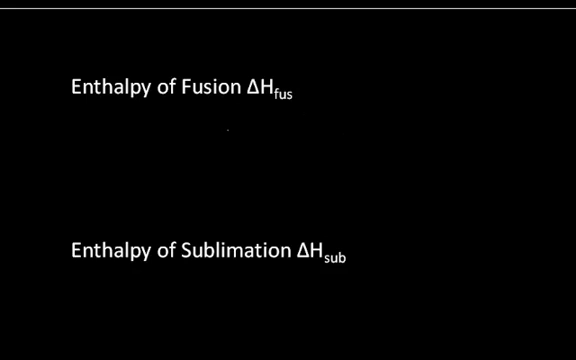 Enthalpy of Fusion ΔHfus
Enthalpy of Sublimation ΔHsub